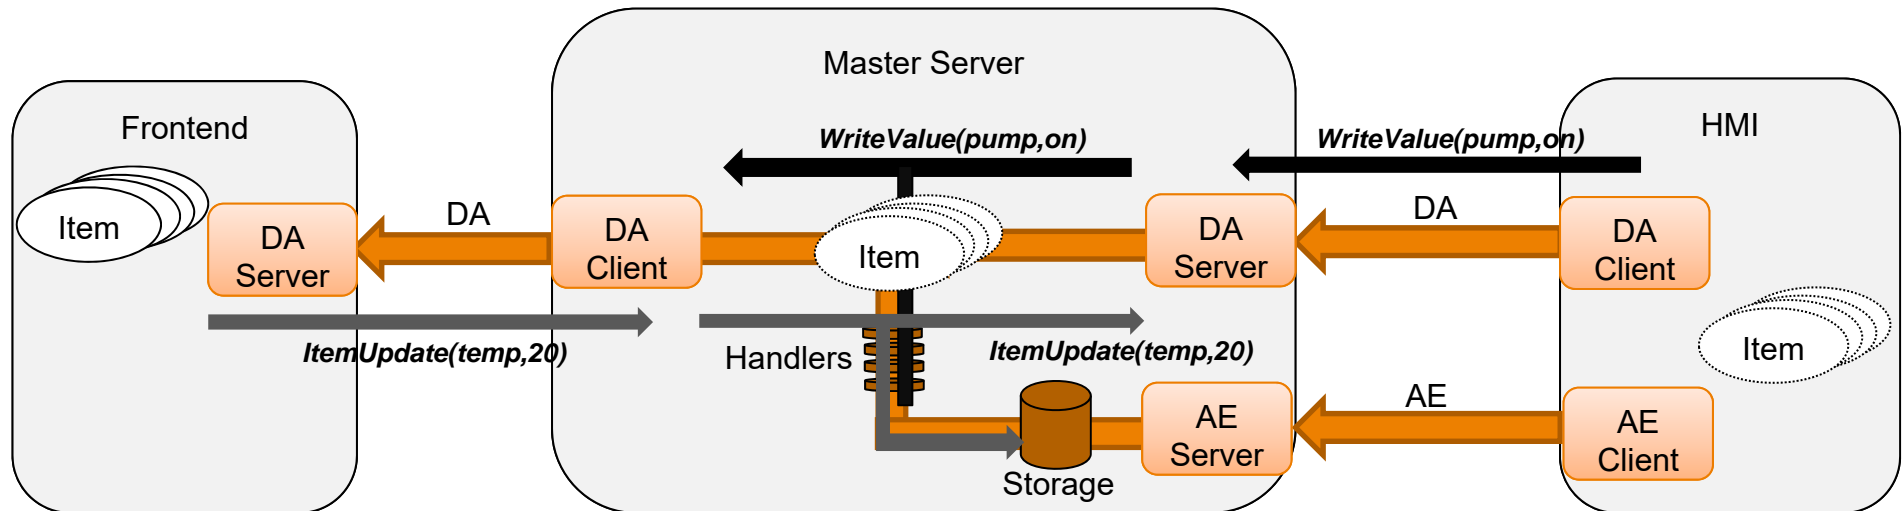 Master Server
Frontend
HMI
WriteValue(pump,on)
WriteValue(pump,on)
Item
DA
Server
DA
DA
Client
Item
DA
Server
DA
DA
Client
ItemUpdate(temp,20)
Handlers
ItemUpdate(temp,20)
Item
AE
Server
AE
AE
Client
Storage